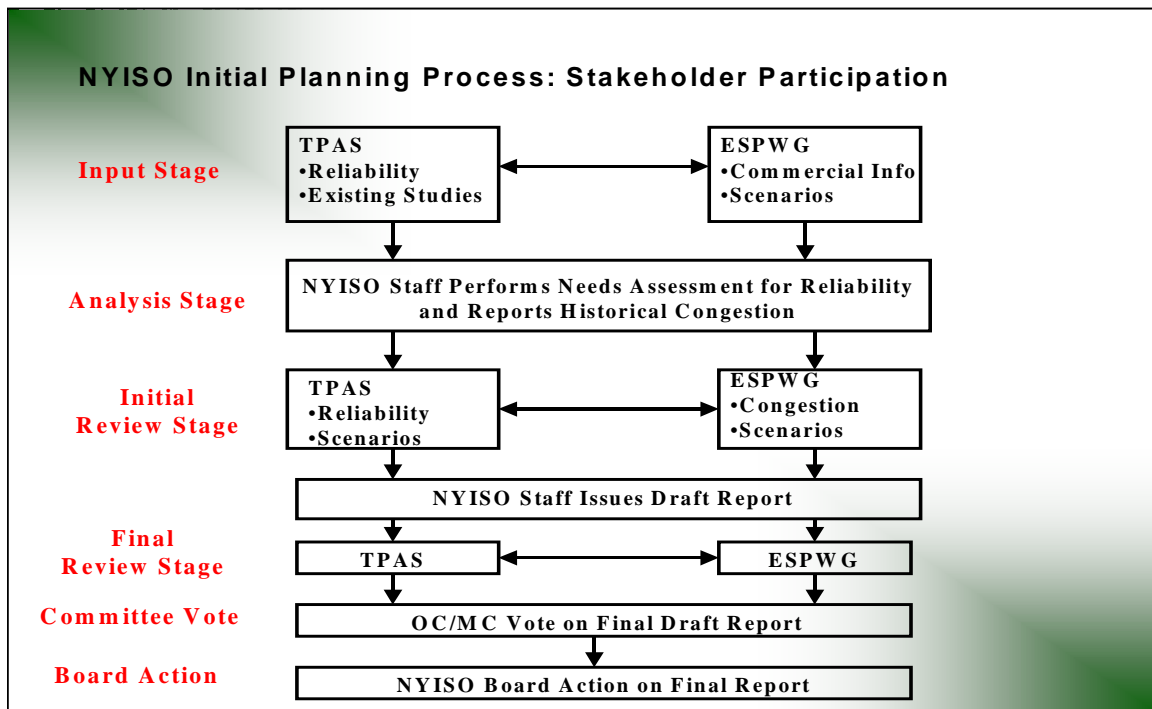 NYISO Initial Planning Process: Stakeholder Participation
Input Stage
TPAS
•Reliability
•Existing Studies
ESPWG
•Commercial Info
•Scenarios
Analysis Stage
NYISO Staff Performs Needs Assessment for Reliability
and Reports Historical Congestion
Initial
Review Stage
TPAS
•Reliability
•Scenarios
ESPWG
•Congestion
•Scenarios
NYISO Staff Issues Draft Report
Final
Review Stage
TPAS
ESPWG
Committee Vote
OC/MC Vote on Final Draft Report
Board Action
NYISO Board Action on Final Report